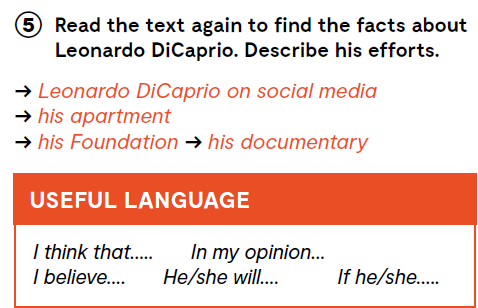 5 Read the text again to find the facts about
Leonardo DiCaprio. Describe his efforts.
→ Leonardo DiCaprio on social media
→ his apartment
→ his Foundation → his documentary
USEFUL LANGUAGE
I think that..... In my opinion...
I believe.... He/she will.... If he/she.....